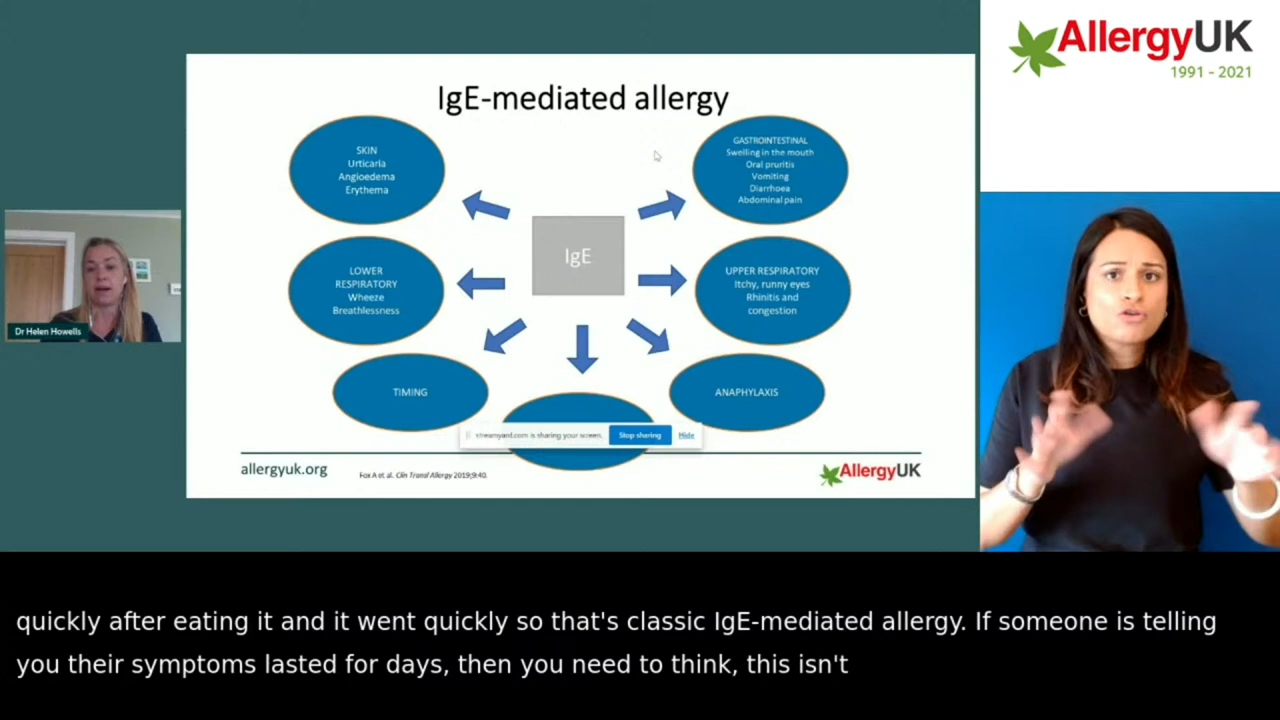 AllergyUK
1991 - 2021
IgE-mediated allergy
SKIN
Urticaria
Angioedema
Erythema
GASTROINTESTINAL
Swelling in the mouth
Oral pruritis
Vomiting
Diarrhoea
Abdominal pain
IgE
LOWER
RESPIRATORY
Wheeze
Breathlessness
UPPER RESPIRATORY
Itchy, runny eyes
Rhinitis and
congestion
Dr Helen Howells
TIMING
ANAPHYLAXIS
streamyard.com is sharing your screen. Stop sharing Hide
allergyuk.org
Fox A et al. Clin Transl Allergy 2019;9:40.
AllergyUK
quickly after eating it and it went quickly so that's classic IgE-mediated allergy. If someone is telling
you their symptoms lasted for days, then you need to think, this isn't